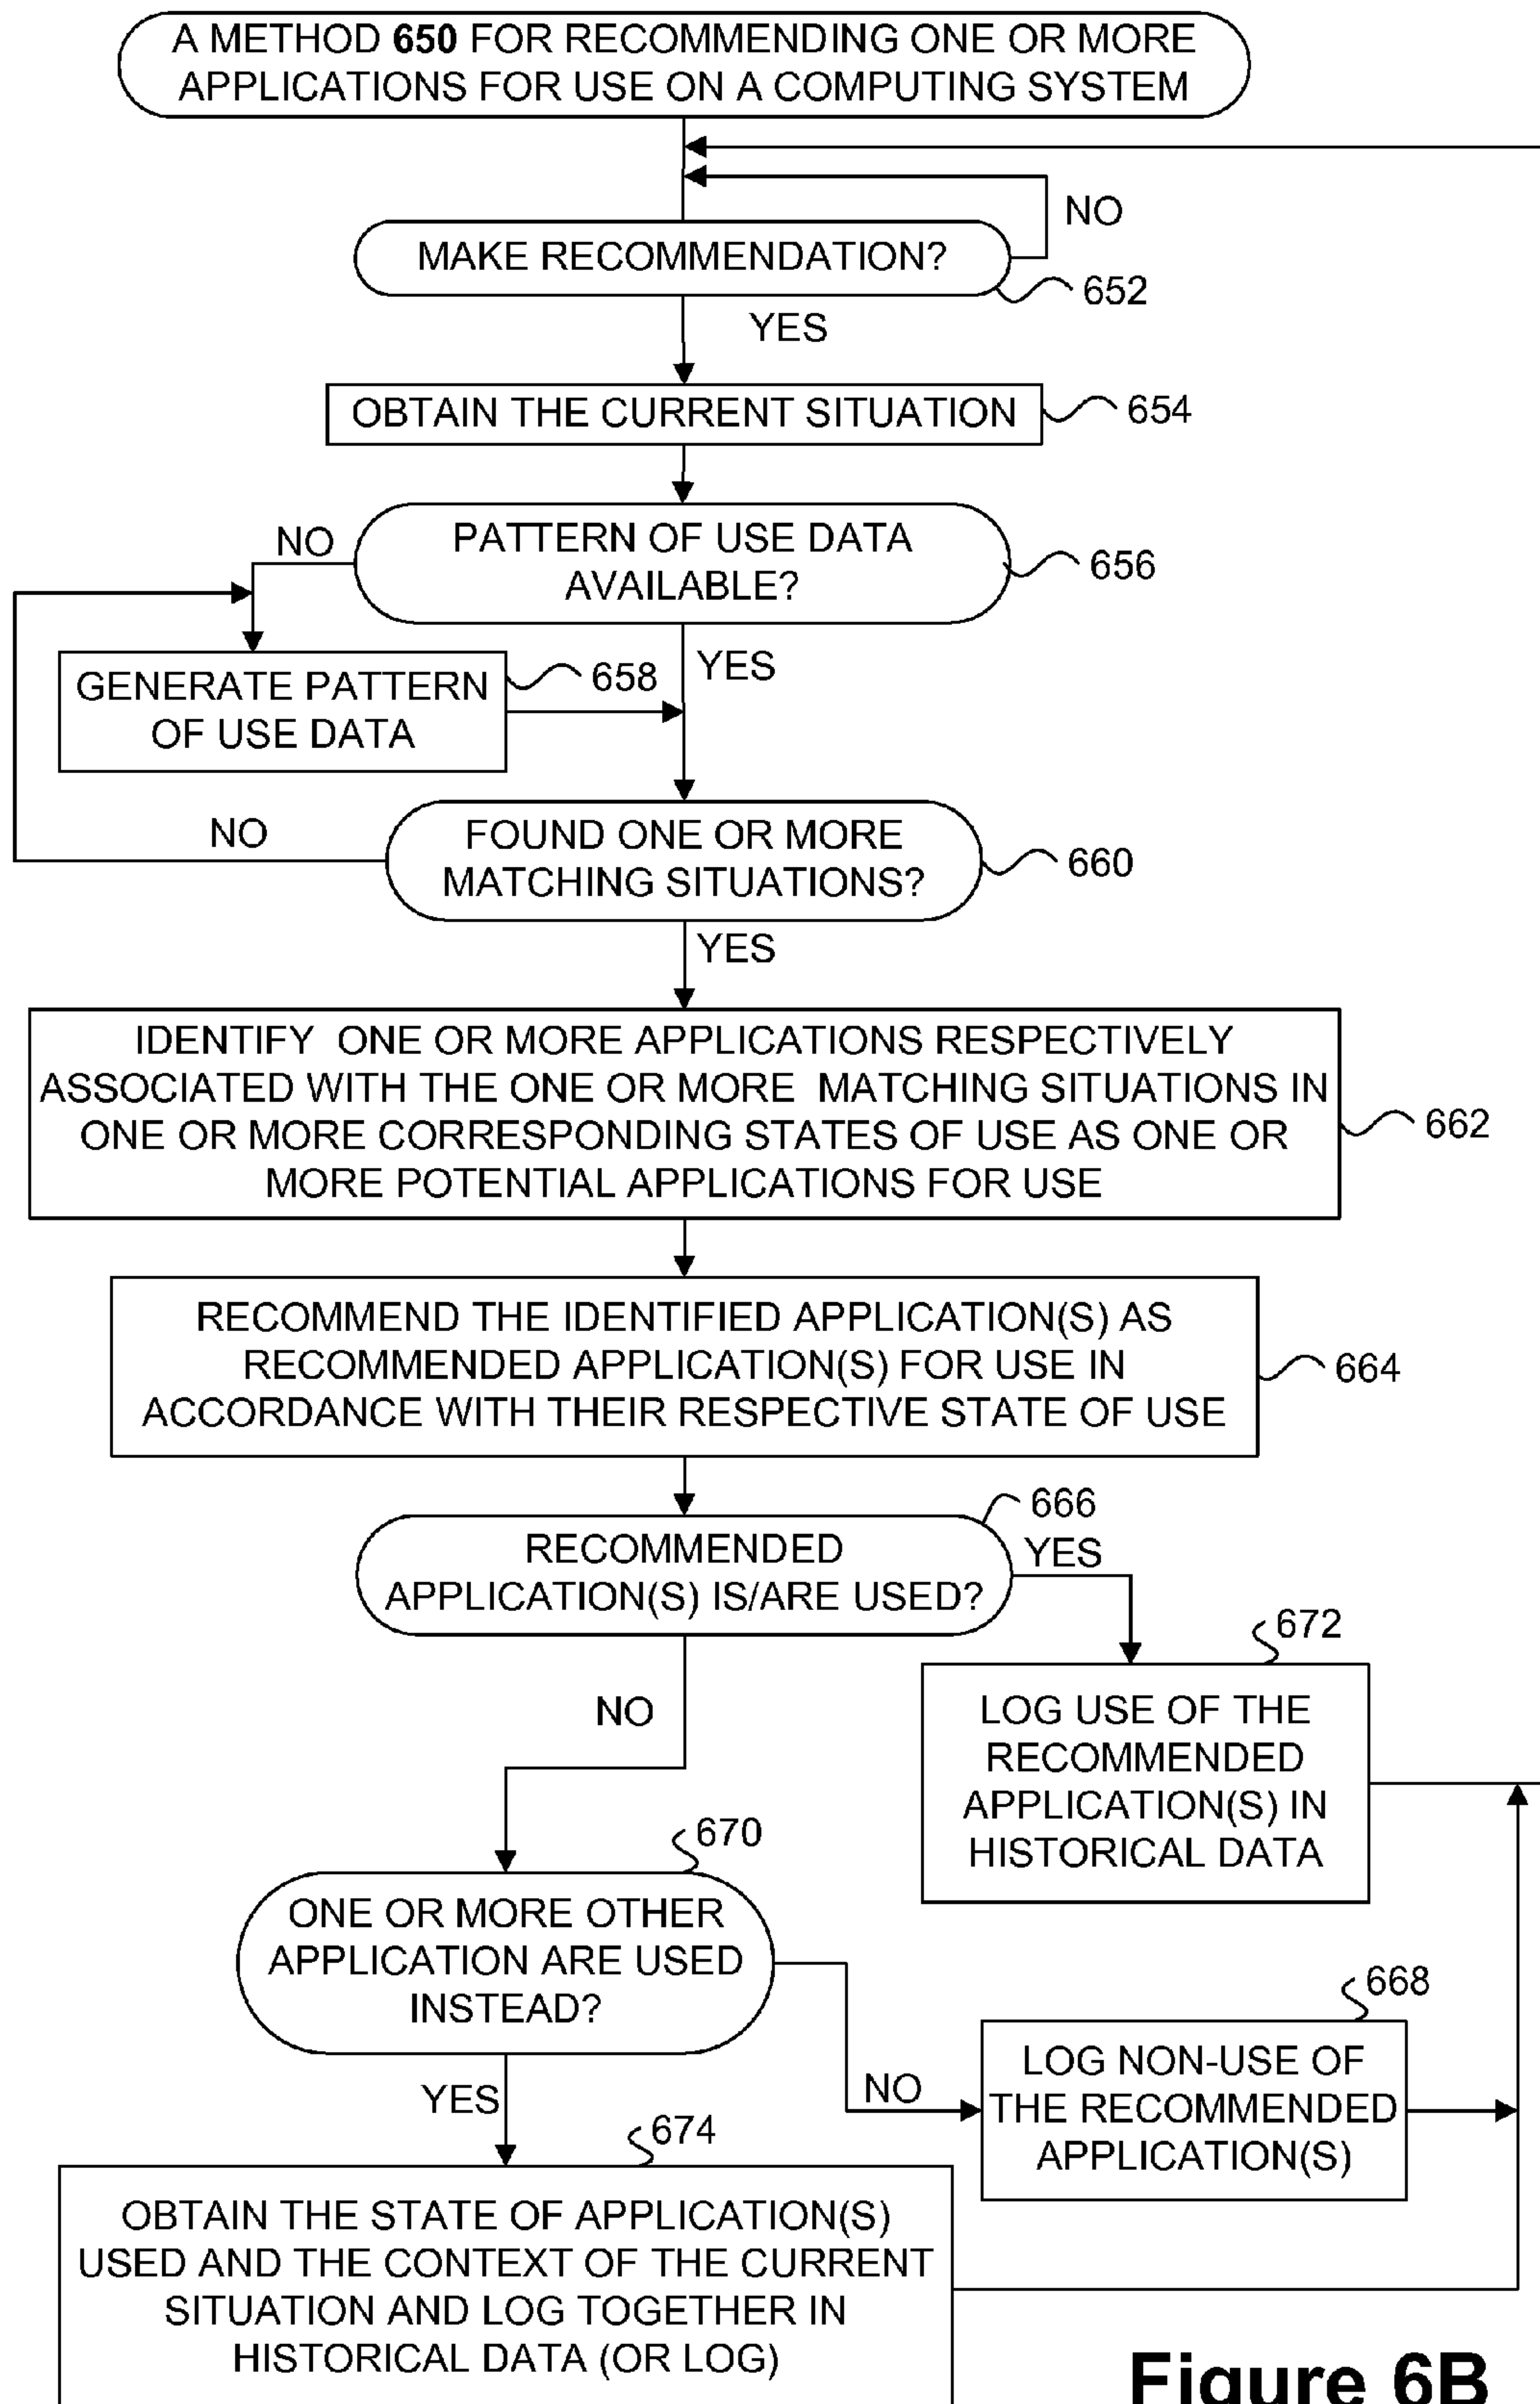 A METHOD 650 FOR RECOMMENDING ONE OR MORE
APPLICATIONS FOR USE ON A COMPUTING SYSTEM
NO
MAKE RECOMMENDATION?
652
YES
OBTAIN THE CURRENT SITUATION
654
NO
PATTERN OF USE DATA
AVAILABLE?
656
YES
GENERATE PATTERN
OF USE DATA
658
NO
FOUND ONE OR MORE
MATCHING SITUATIONS?
660
YES
IDENTIFY ONE OR MORE APPLICATIONS RESPECTIVELY
ASSOCIATED WITH THE ONE OR MORE MATCHING SITUATIONS IN
ONE OR MORE CORRESPONDING STATES OF USE AS ONE OR
MORE POTENTIAL APPLICATIONS FOR USE
662
RECOMMEND THE IDENTIFIED APPLICATION(S) AS
RECOMMENDED APPLICATION(S) FOR USE IN
ACCORDANCE WITH THEIR RESPECTIVE STATE OF USE
664
666
RECOMMENDED
APPLICATION(S) IS/ARE USED?
YES
672
NO
LOG USE OF THE
RECOMMENDED
APPLICATION(S) IN
HISTORICAL DATA
670
ONE OR MORE OTHER
APPLICATION ARE USED
INSTEAD?
668
NO
LOG NON-USE OF
THE RECOMMENDED
APPLICATION(S)
YES
674
OBTAIN THE STATE OF APPLICATION(S)
USED AND THE CONTEXT OF THE CURRENT
SITUATION AND LOG TOGETHER IN
HISTORICAL DATA (OR LOG)
Figure 6B